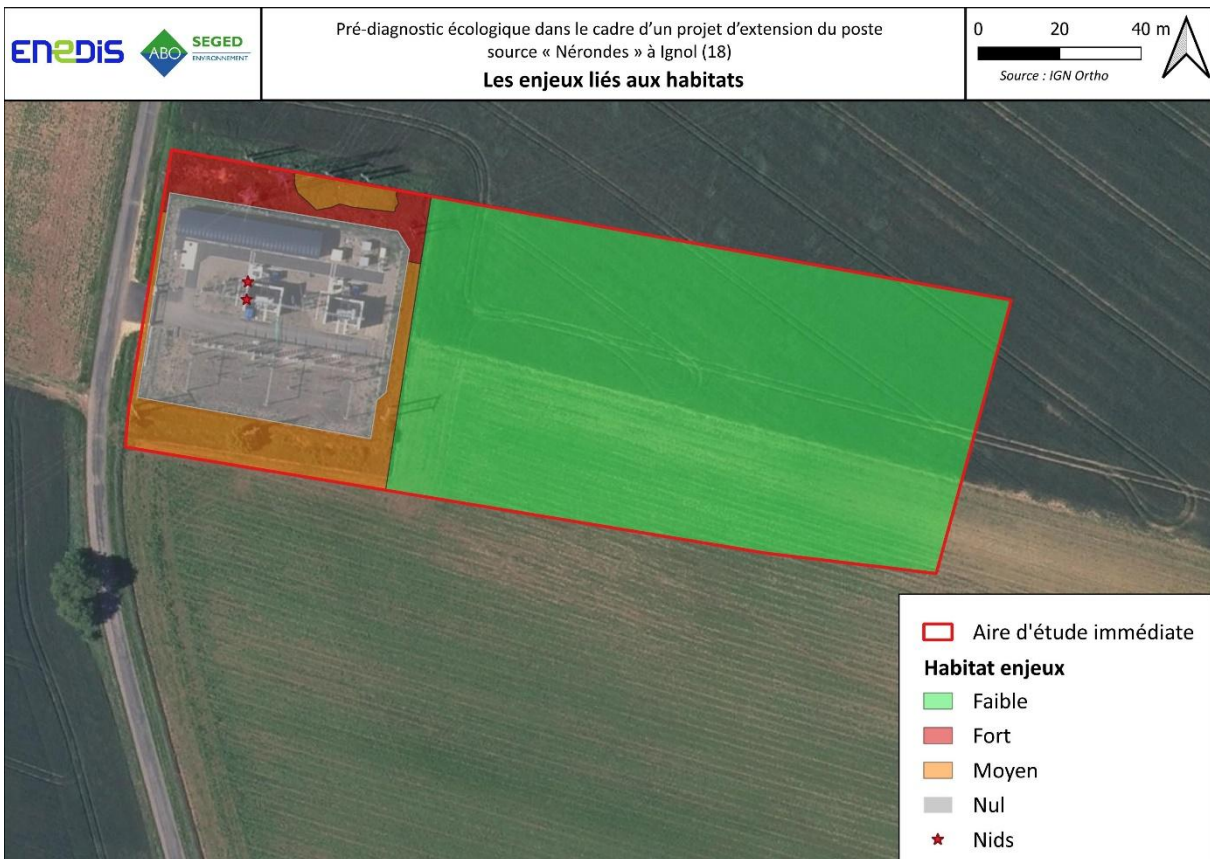 ENEDIS
ABO
SEGED
ENVIRONNEMENT
Pré-diagnostic écologique dans le cadre d'un projet d'extension du poste
source « Nérondes » à Ignol (18)
Les enjeux liés aux habitats
0 20 40 m
Source : IGN Ortho
Aire d'étude immédiate
Habitat enjeux
Faible
Fort
Moyen
Nul
Nids